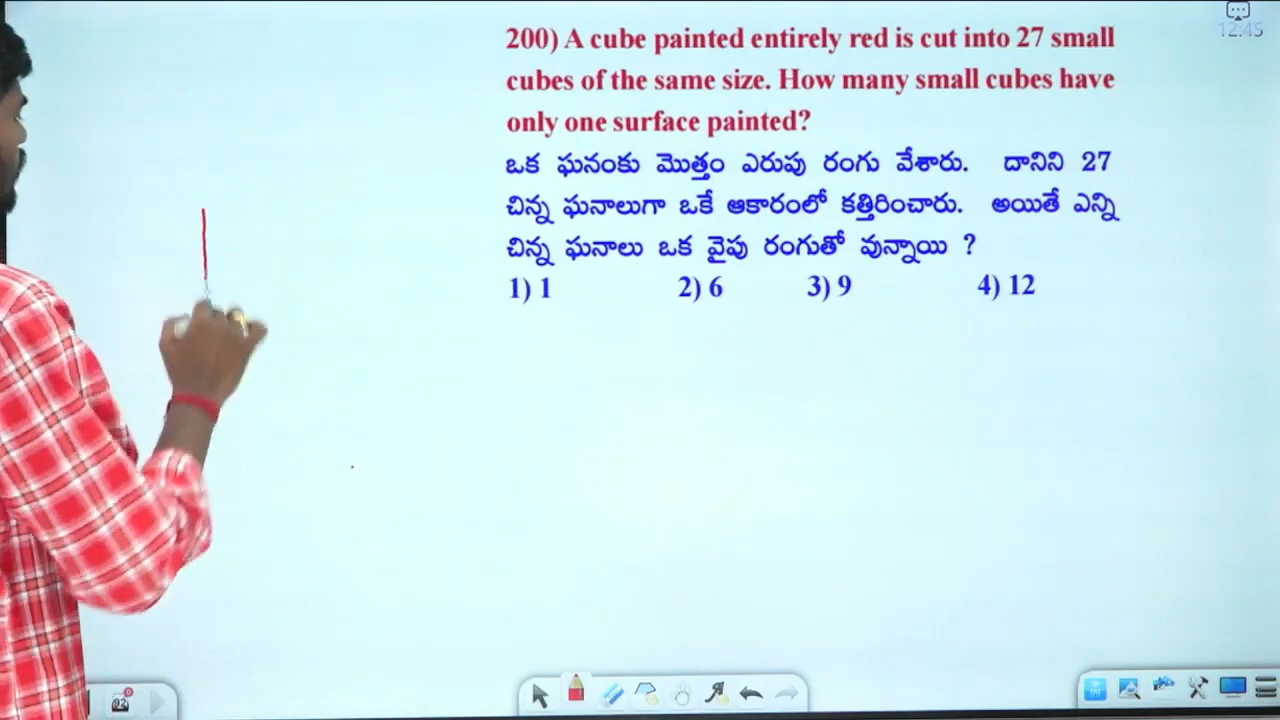 12:45
200) A cube painted entirely red is cut into 27 small
cubes of the same size. How many small cubes have
only one surface painted?
ఒక ఘనంకు మొత్తం ఎరుపు రంగు వేశారు. దానిని 27
చిన్న ఘనాలుగా ఒకే ఆకారంలో కత్తిరించారు. అయితే ఎన్ని
చిన్న ఘనాలు ఒక వైపు రంగుతో వున్నాయి ?
1) 1 2) 6 3) 9 4) 12